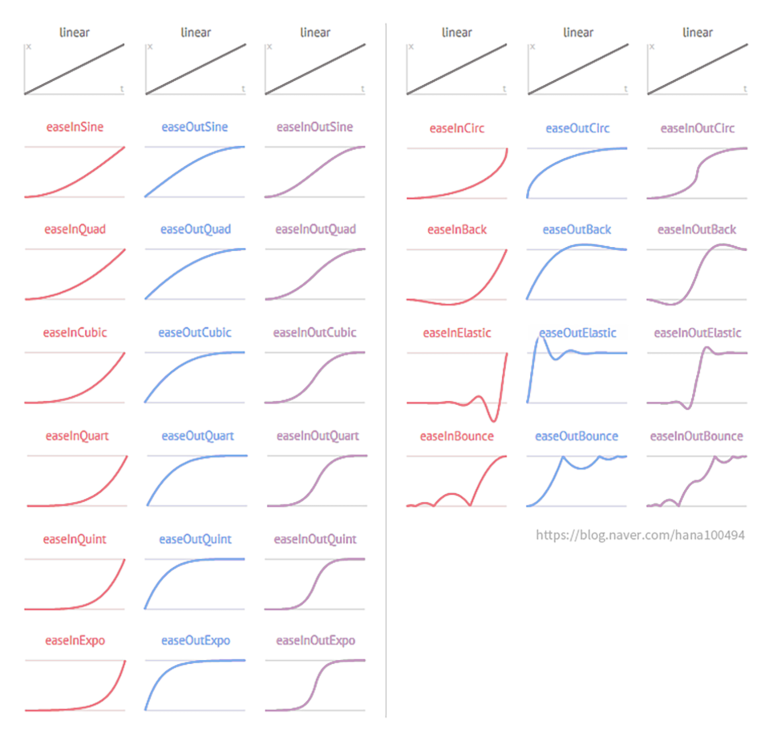 linear
linear
linear
x
t
x
t
x
t
easeInSine
easeOutSine
easeInOutSine
easeInQuad
easeOutQuad
easeInOutQuad
easeInCubic
easeOutCubic
easeInOutCubic
easeInQuart
easeOutQuart
easeInOutQuart
easeInQuint
easeOutQuint
easeInOutQuint
easeInExpo
easeOutExpo
easeInOutExpo
linear
linear
linear
x
t
x
t
x
t
easeInCirc
easeOutCirc
easeInOutCirc
easeInBack
easeOutBack
easeInOutBack
easeInElastic
easeOutElastic
easeInOutElastic
easeInBounce
easeOutBounce
easeInOutBounce
https://blog.naver.com/hana100494